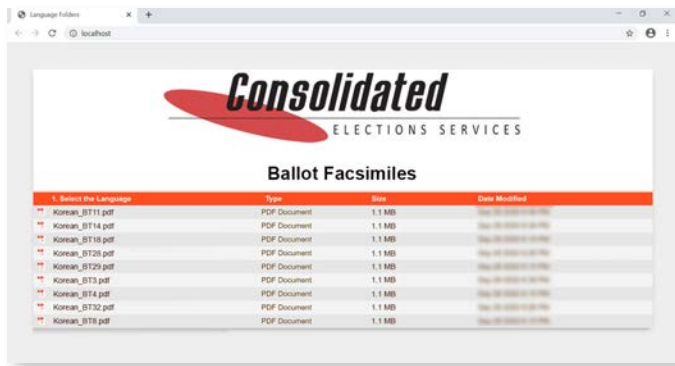 Language Folders
localhost
Consolidated
ELECTIONS SERVICES
Ballot Facsimiles
1. Select the Language Type Size Date Modified
Korean_BT11.pdf PDF Document 1.1 MB
Korean_BT14.pdf PDF Document 1.1 MB
Korean_BT18.pdf PDF Document 1.1 MB
Korean_BT28.pdf PDF Document 1.1 MB
Korean_BT29.pdf PDF Document 1.1 MB
Korean_BT3.pdf PDF Document 1.1 MB
Korean_BT4.pdf PDF Document 1.1 MB
Korean_BT32.pdf PDF Document 1.1 MB
Korean_BT8.pdf PDF Document 1.1 MB